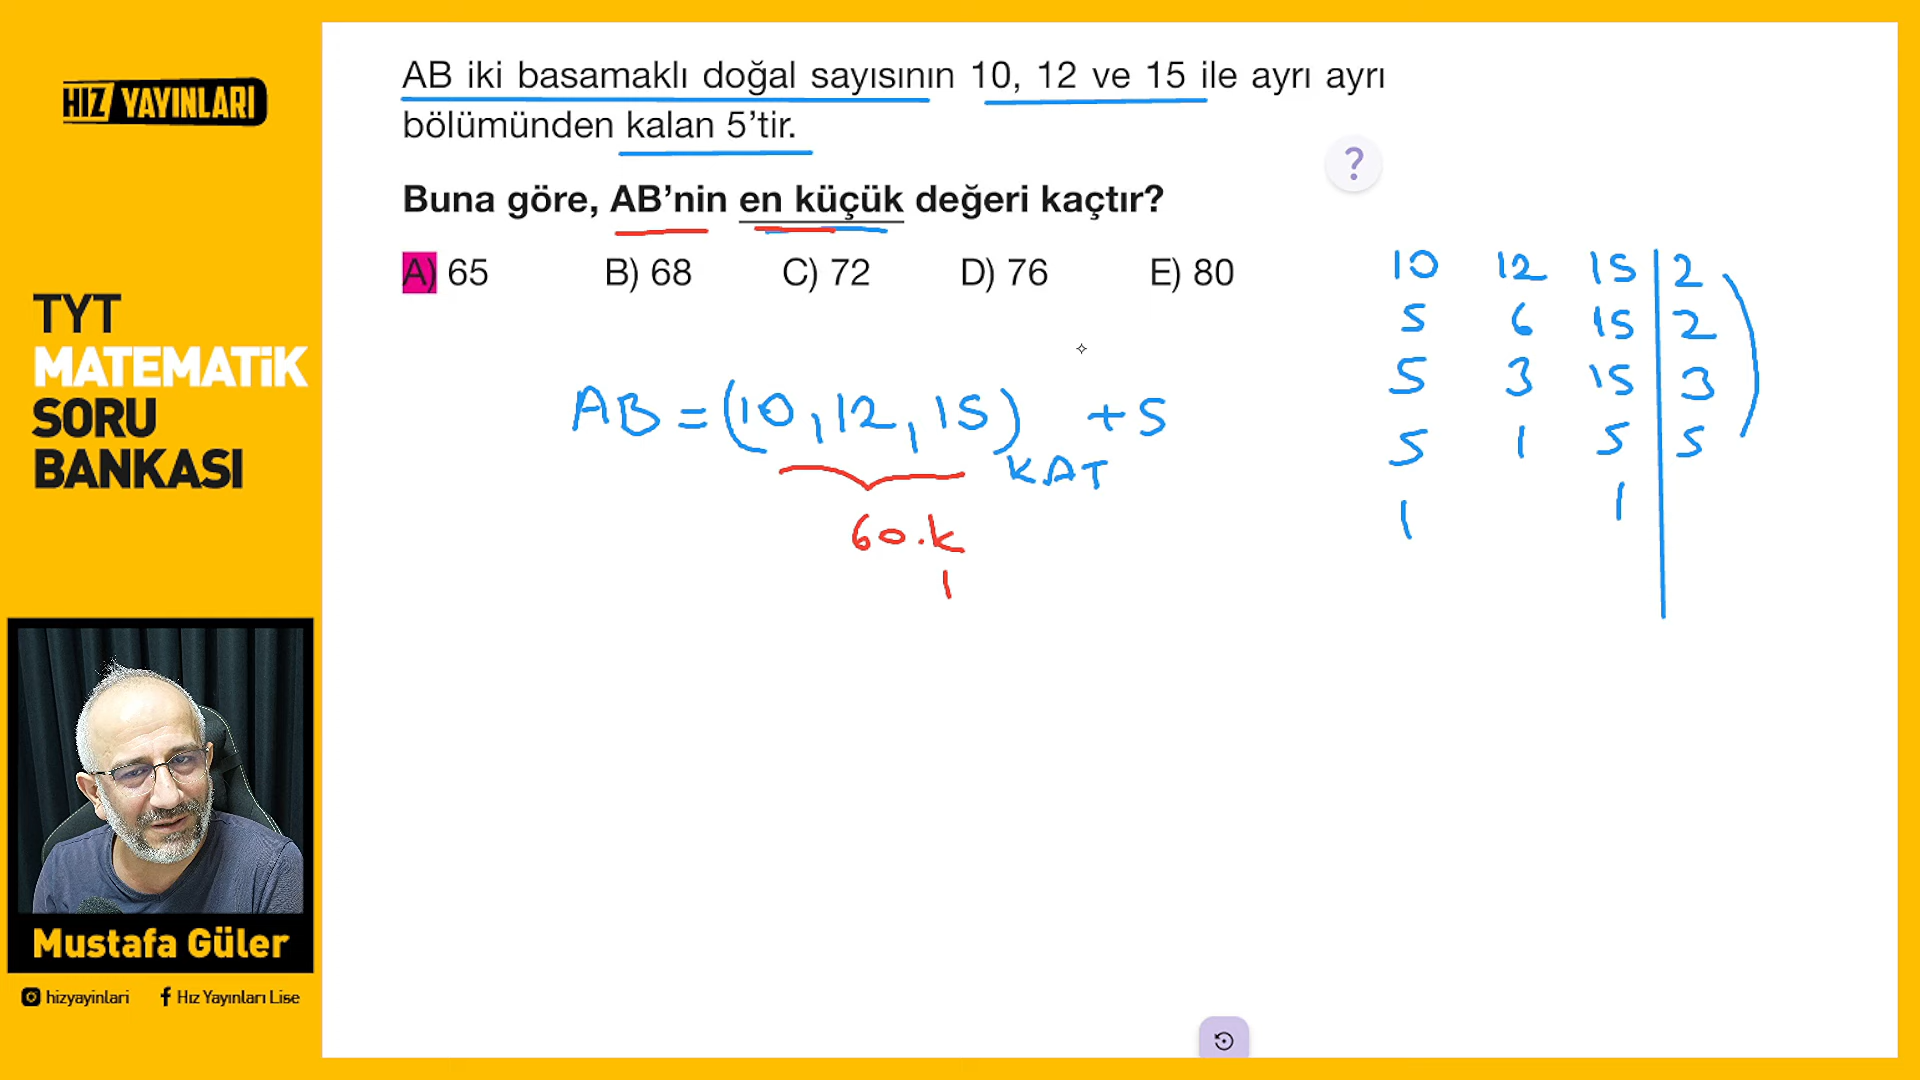 HIZ YAYINLARI
TYT
MATEMATİK
SORU
BANKASI
Mustafa Güler
hizyayinlari
Hız Yayınları Lise
AB iki basamaklı doğal sayısının 10, 12 ve 15 ile ayrı ayrı
bölümünden kalan 5’tir.
Buna göre, AB’nin en küçük değeri kaçtır?
A) 65 B) 68 C) 72 D) 76 E) 80
?
AB = (10, 12, 15) + 5
KAT
60.k
1
10 12 15 2
5 6 15 2
5 3 15 3
5 1 5 5
1 1